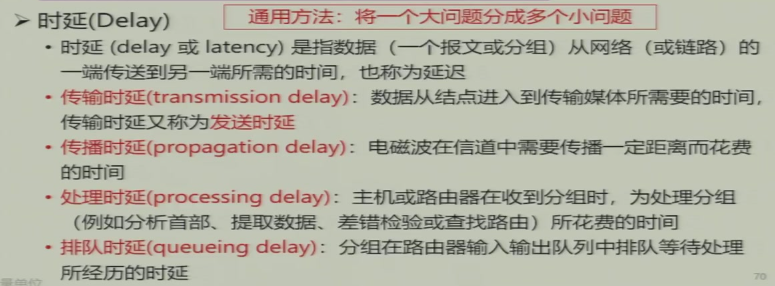 ➢ 时延(Delay)
通用方法：将一个大问题分成多个小问题
• 时延 (delay 或 latency) 是指数据（一个报文或分组）从网络（或链路）的
一端传送到另一端所需的时间，也称为延迟
• 传输时延(transmission delay)：数据从结点进入到传输媒体所需要的时间，
传输时延又称为发送时延
• 传播时延(propagation delay)：电磁波在信道中需要传播一定距离而花费
的时间
• 处理时延(processing delay)：主机或路由器在收到分组时，为处理分组
（例如分析首部、提取数据、差错检验或查找路由）所花费的时间
• 排队时延(queueing delay)：分组在路由器输入输出队列中排队等待处理
所经历的时延
70